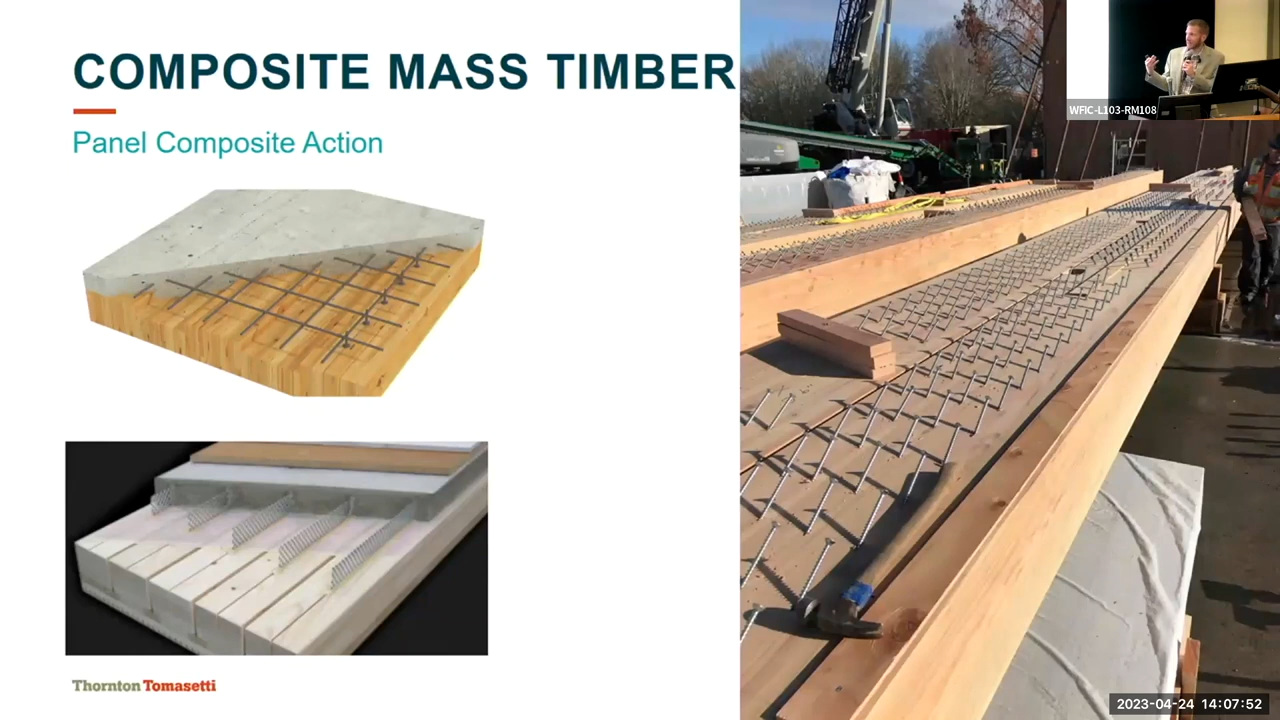 COMPOSITE MASS TIMBER
Panel Composite Action
WFIC-L103-RM108
Thornton Tomasetti
2023-04-24 14:07:52